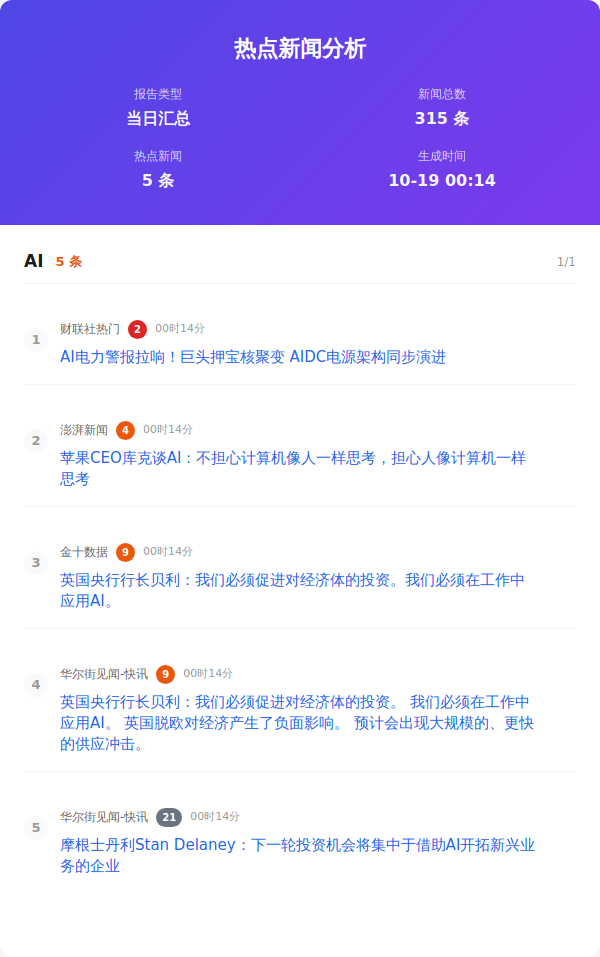 热点新闻分析
报告类型
当日汇总
新闻总数
315 条
热点新闻
5 条
生成时间
10-19 00:14
AI 5 条 1/1
1 财联社热门 2 00时14分
AI电力警报拉响！巨头押宝核聚变 AIDC电源架构同步演进
2 澎湃新闻 4 00时14分
苹果CEO库克谈AI：不担心计算机像人一样思考，担心人像计算机一样
思考
3 金十数据 9 00时14分
英国央行行长贝利：我们必须促进对经济体的投资。我们必须在工作中
应用AI。
4 华尔街见闻-快讯 9 00时14分
英国央行行长贝利：我们必须促进对经济体的投资。 我们必须在工作中
应用AI。 英国脱欧对经济产生了负面影响。 预计会出现大规模的、更快
的供应冲击。
5 华尔街见闻-快讯 21 00时14分
摩根士丹利Stan Delaney：下一轮投资机会将集中于借助AI开拓新兴业
务的企业